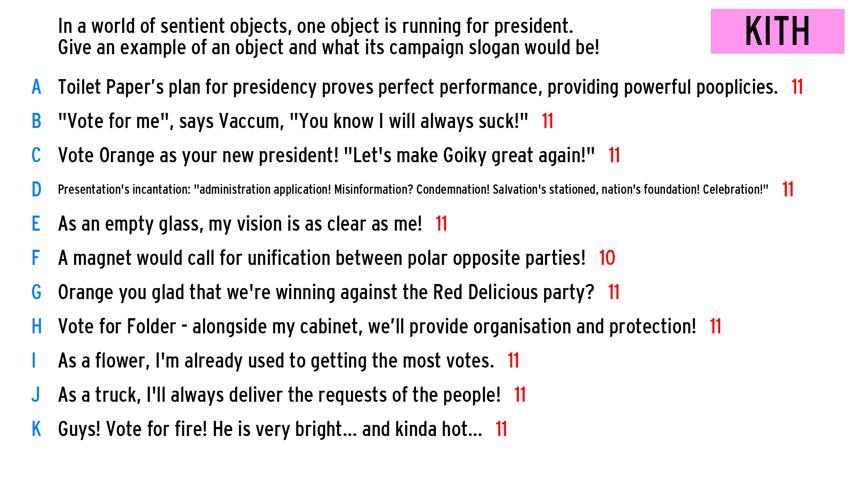 In a world of sentient objects, one object is running for president.
Give an example of an object and what its campaign slogan would be!
KITH
A Toilet Paper's plan for presidency proves perfect performance, providing powerful pooplicies. 11
B "Vote for me", says Vaccum, "You know I will always suck!" 11
C Vote Orange as your new president! "Let's make Goiky great again!" 11
D Presentation's incantation: "administration application! Misinformation? Condemnation! Salvation's stationed, nation's foundation! Celebration!" 11
E As an empty glass, my vision is as clear as me! 11
F A magnet would call for unification between polar opposite parties! 10
G Orange you glad that we're winning against the Red Delicious party? 11
H Vote for Folder - alongside my cabinet, we'll provide organisation and protection! 11
I As a flower, I'm already used to getting the most votes. 11
J As a truck, I'll always deliver the requests of the people! 11
K Guys! Vote for fire! He is very bright... and kinda hot... 11